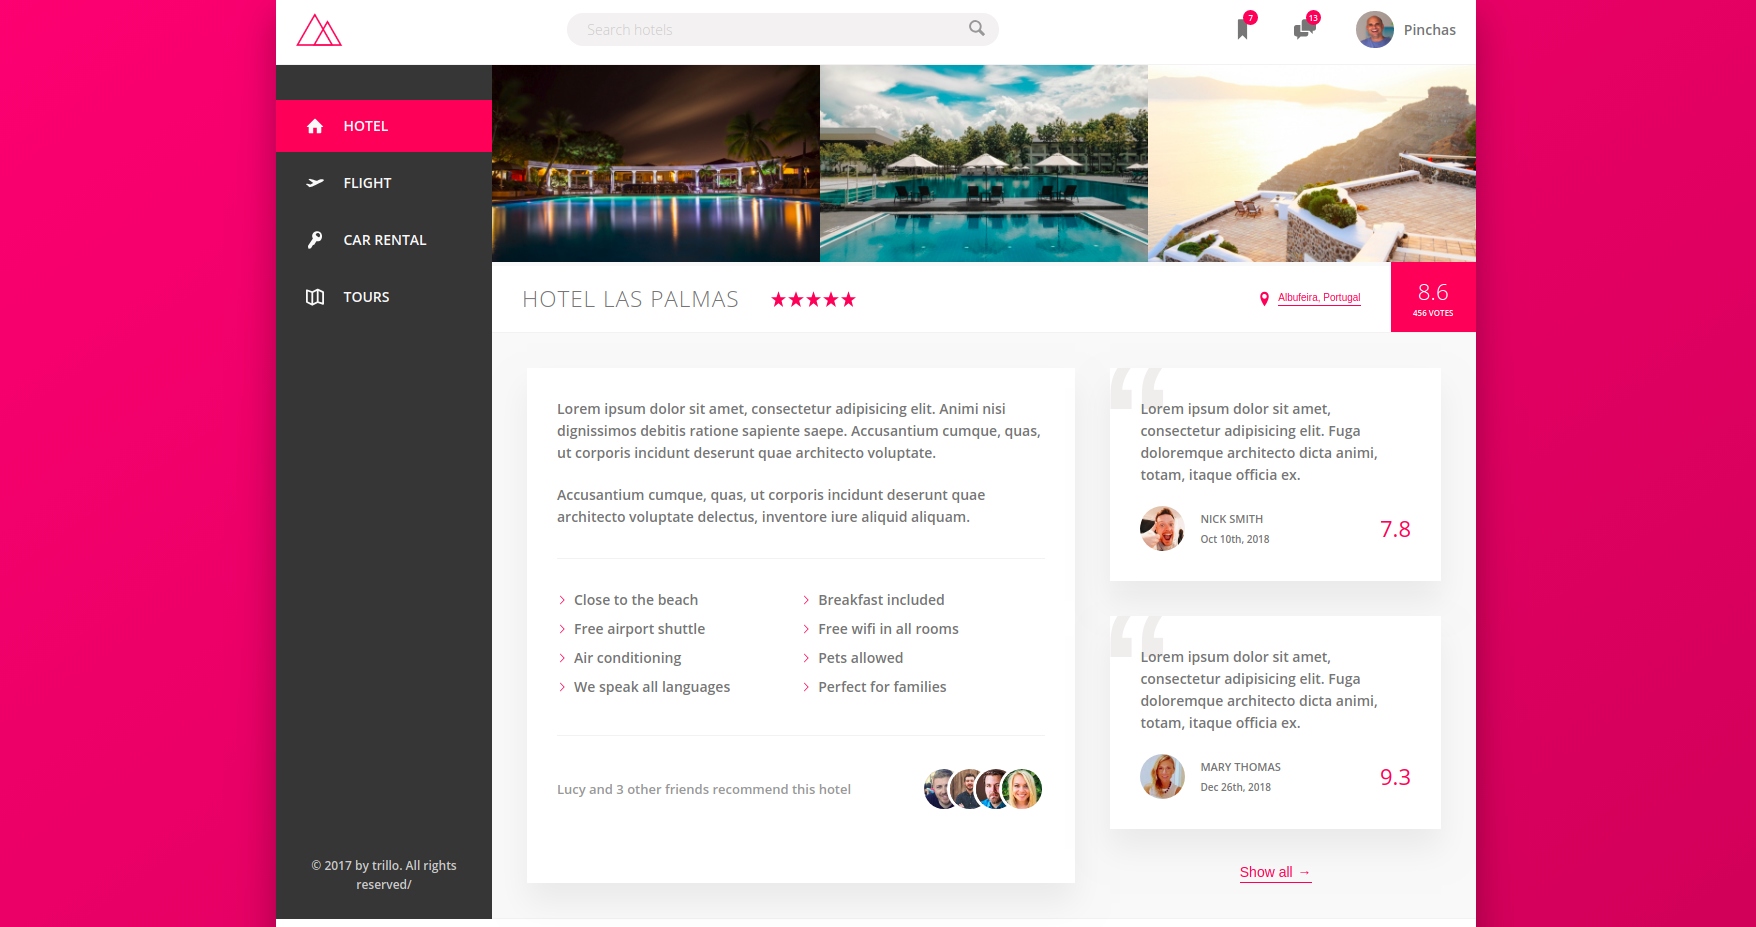 Search hotels
7
13
Pinchas
HOTEL
FLIGHT
CAR RENTAL
TOURS
© 2017 by trillo. All rights
reserved/
HOTEL LAS PALMAS
Albufeira, Portugal
8.6
456 VOTES
Lorem ipsum dolor sit amet, consectetur adipisicing elit. Animi nisi
dignissimos debitis ratione sapiente saepe. Accusantium cumque, quas,
ut corporis incidunt deserunt quae architecto voluptate.
Accusantium cumque, quas, ut corporis incidunt deserunt quae
architecto voluptate delectus, inventore iure aliquid aliquam.
Close to the beach
Free airport shuttle
Air conditioning
We speak all languages
Breakfast included
Free wifi in all rooms
Pets allowed
Perfect for families
Lucy and 3 other friends recommend this hotel
“
Lorem ipsum dolor sit amet,
consectetur adipisicing elit. Fuga
doloremque architecto dicta animi,
totam, itaque officia ex.
NICK SMITH
Oct 10th, 2018
7.8
“
Lorem ipsum dolor sit amet,
consectetur adipisicing elit. Fuga
doloremque architecto dicta animi,
totam, itaque officia ex.
MARY THOMAS
Dec 26th, 2018
9.3
Show all →